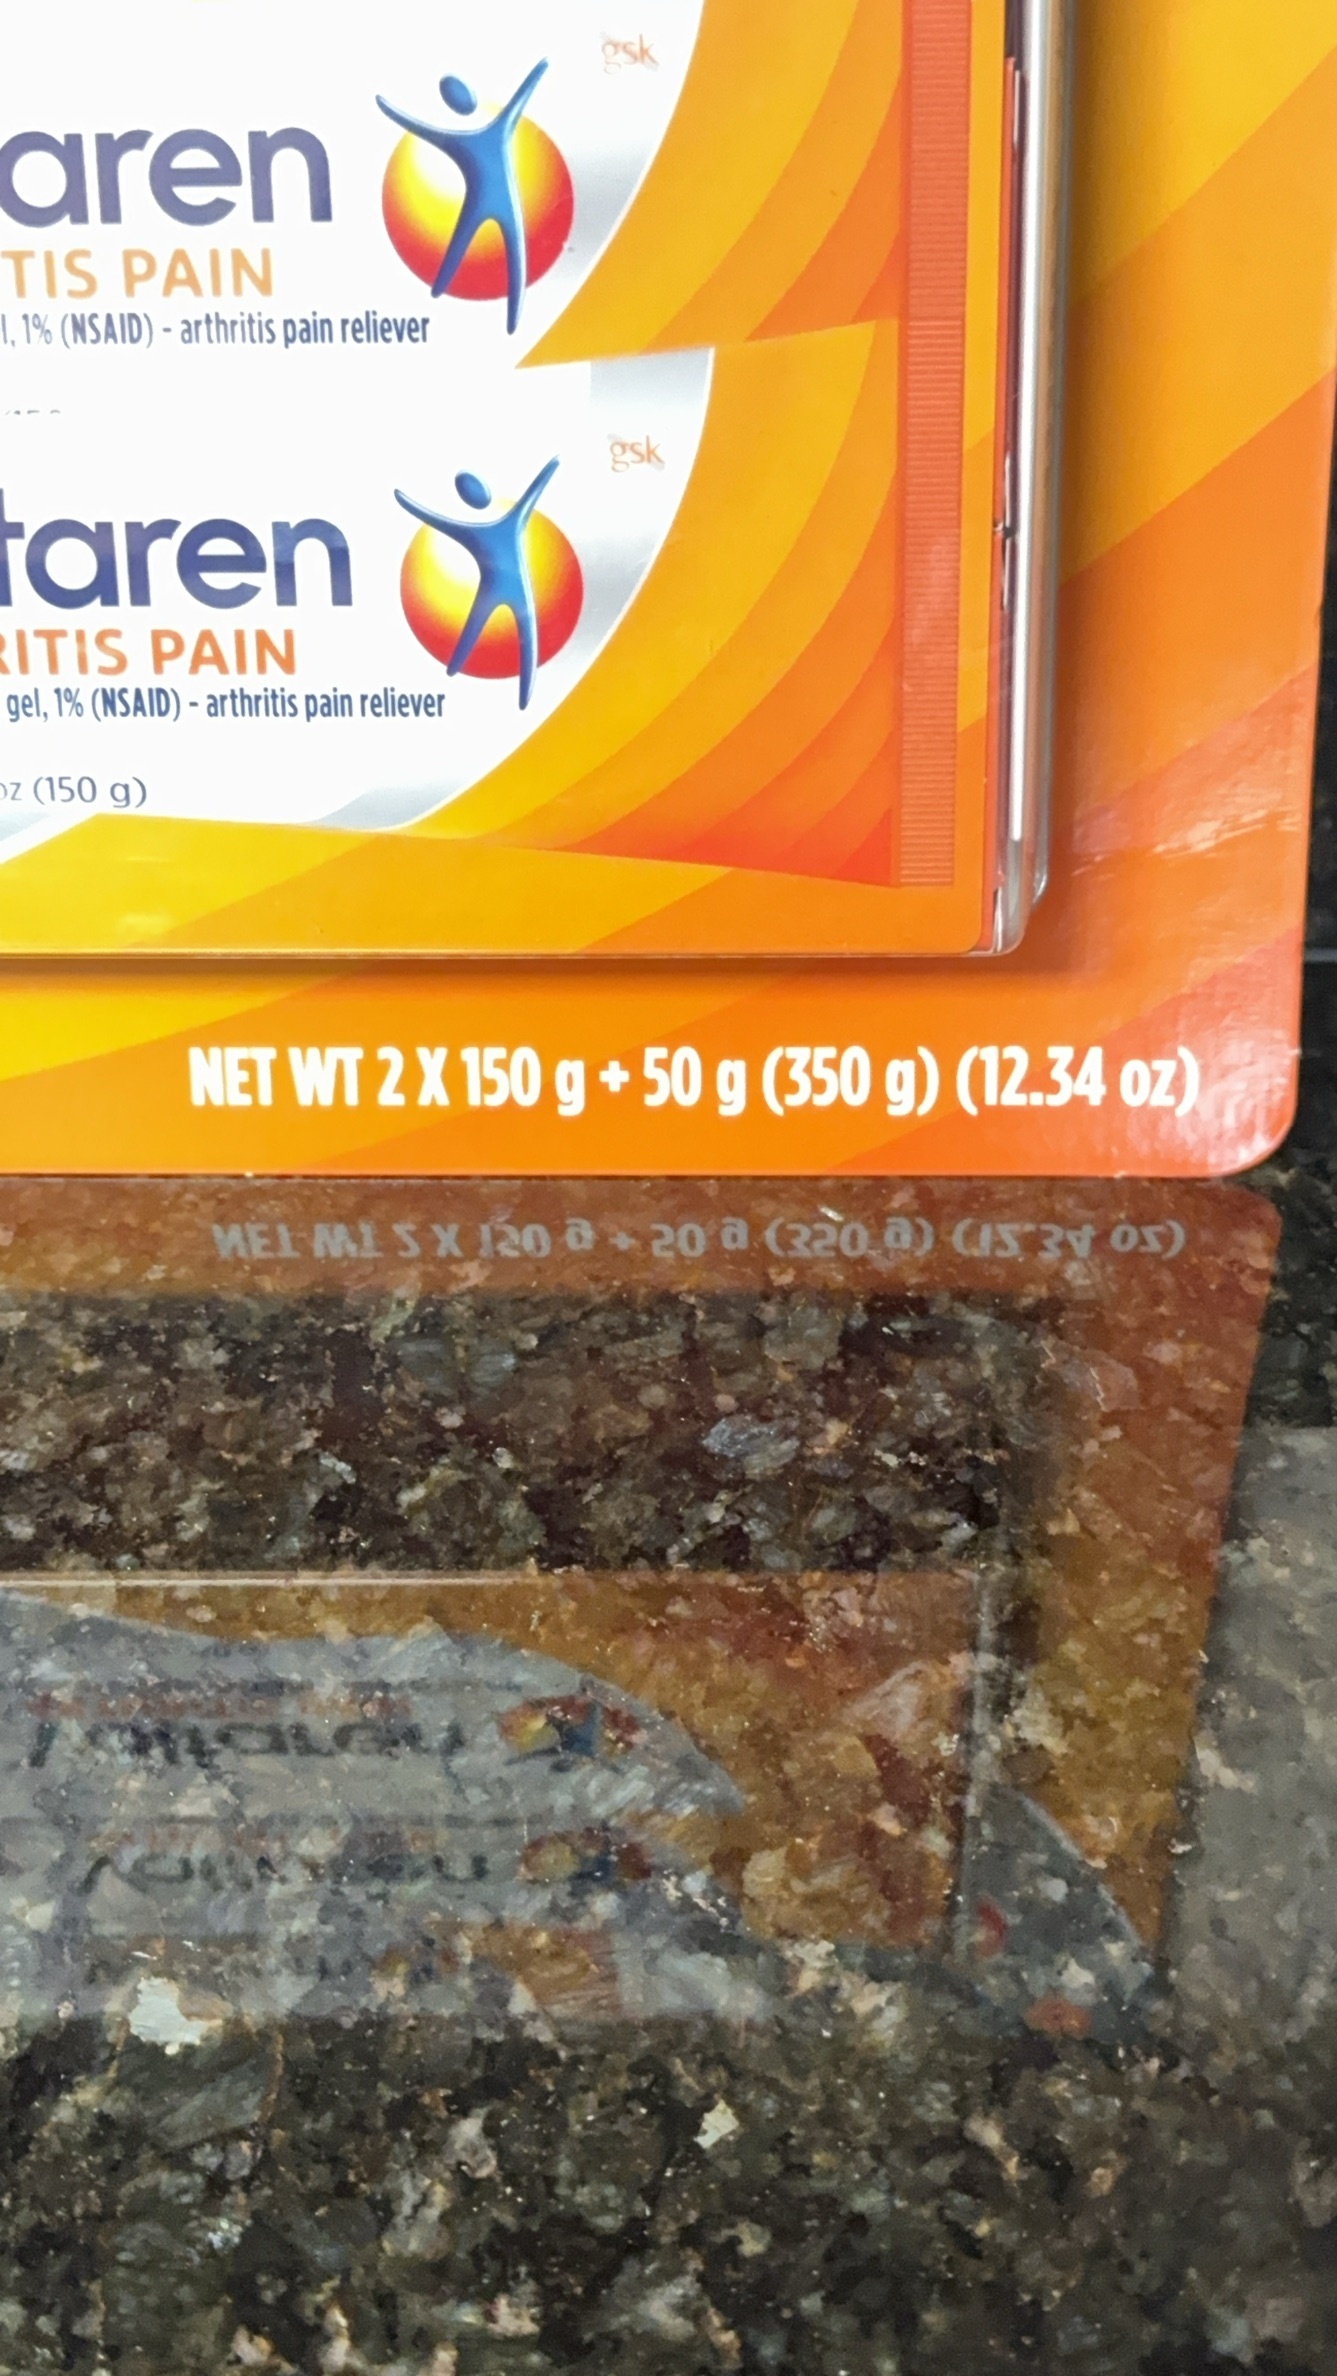 gsk
aren
TIS PAIN
l, 1% (NSAID) - arthritis pain reliever
gsk
taren
RITIS PAIN
gel, 1% (NSAID) - arthritis pain reliever
oz (150 g)
NET WT 2 X 150 g + 50 g (350 g) (12.34 oz)